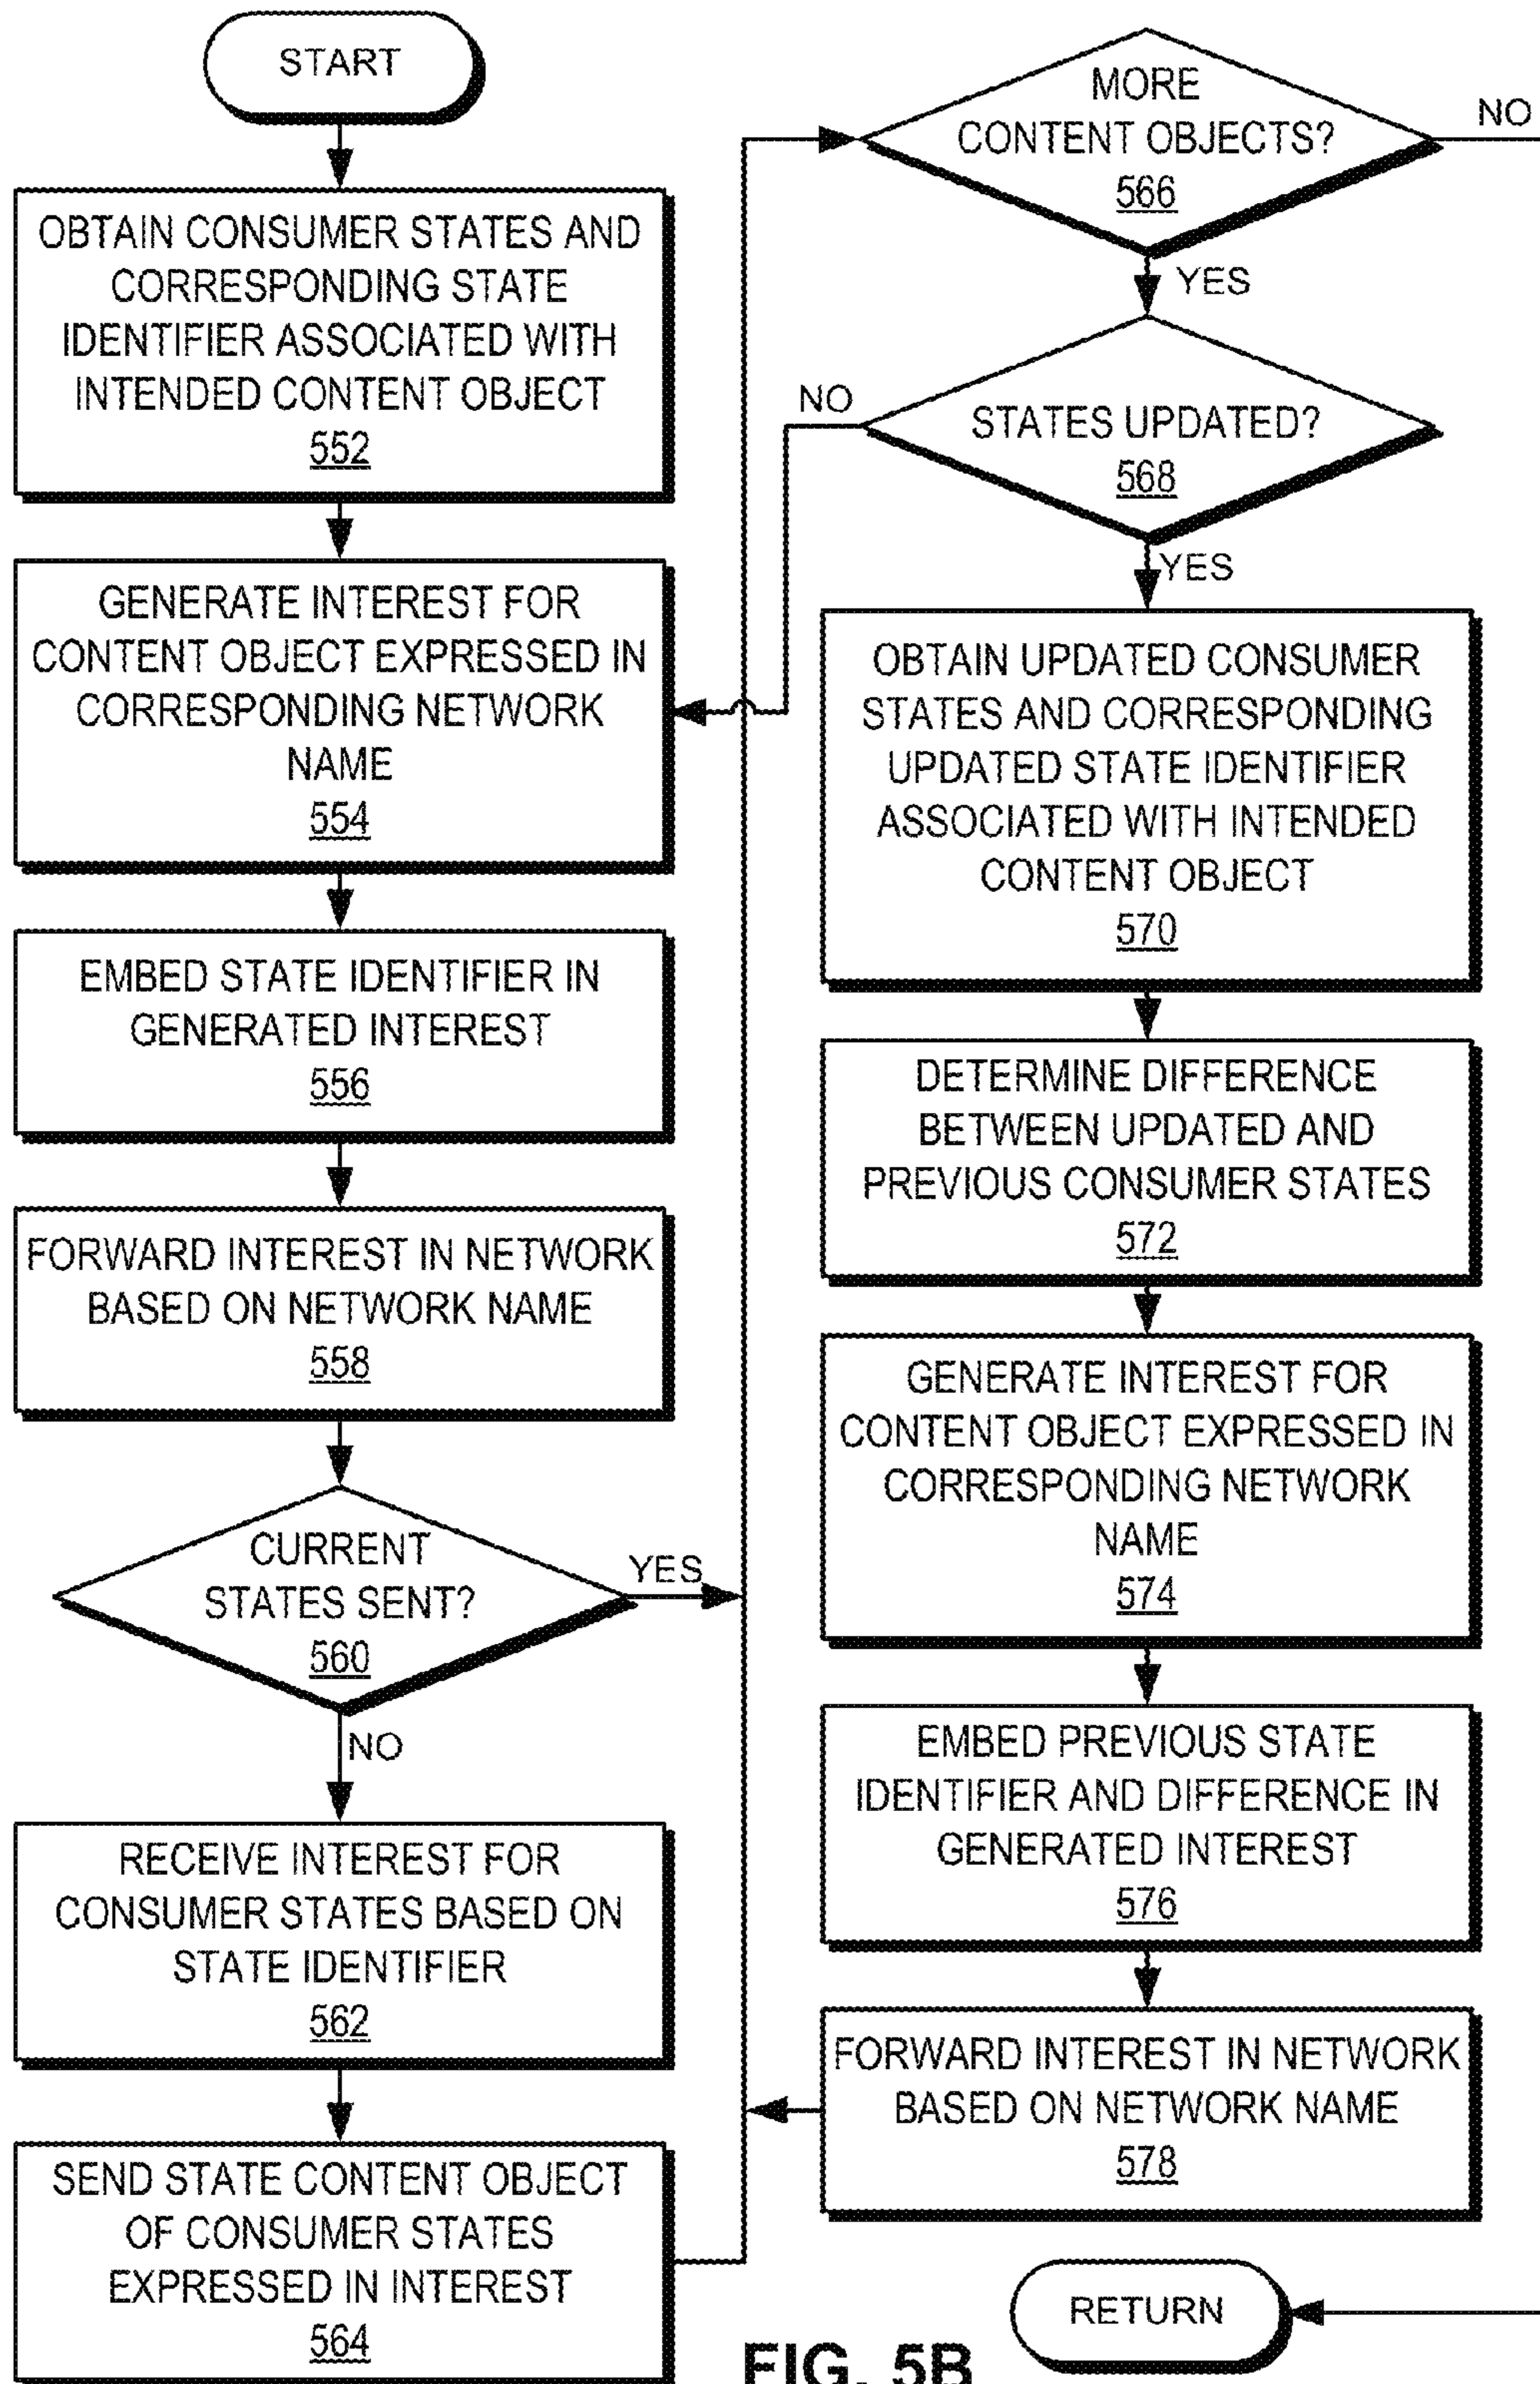 START
OBTAIN CONSUMER STATES AND
CORRESPONDING STATE
IDENTIFIER ASSOCIATED WITH
INTENDED CONTENT OBJECT
552
GENERATE INTEREST FOR
CONTENT OBJECT EXPRESSED IN
CORRESPONDING NETWORK
NAME
554
EMBED STATE IDENTIFIER IN
GENERATED INTEREST
556
FORWARD INTEREST IN NETWORK
BASED ON NETWORK NAME
558
CURRENT
STATES SENT?
560
YES
NO
RECEIVE INTEREST FOR
CONSUMER STATES BASED ON
STATE IDENTIFIER
562
SEND STATE CONTENT OBJECT
OF CONSUMER STATES
EXPRESSED IN INTEREST
564
MORE
CONTENT OBJECTS?
566
NO
YES
STATES UPDATED?
568
NO
YES
OBTAIN UPDATED CONSUMER
STATES AND CORRESPONDING
UPDATED STATE IDENTIFIER
ASSOCIATED WITH INTENDED
CONTENT OBJECT
570
DETERMINE DIFFERENCE
BETWEEN UPDATED AND
PREVIOUS CONSUMER STATES
572
GENERATE INTEREST FOR
CONTENT OBJECT EXPRESSED IN
CORRESPONDING NETWORK
NAME
574
EMBED PREVIOUS STATE
IDENTIFIER AND DIFFERENCE IN
GENERATED INTEREST
576
FORWARD INTEREST IN NETWORK
BASED ON NETWORK NAME
578
RETURN
FIG. 5B